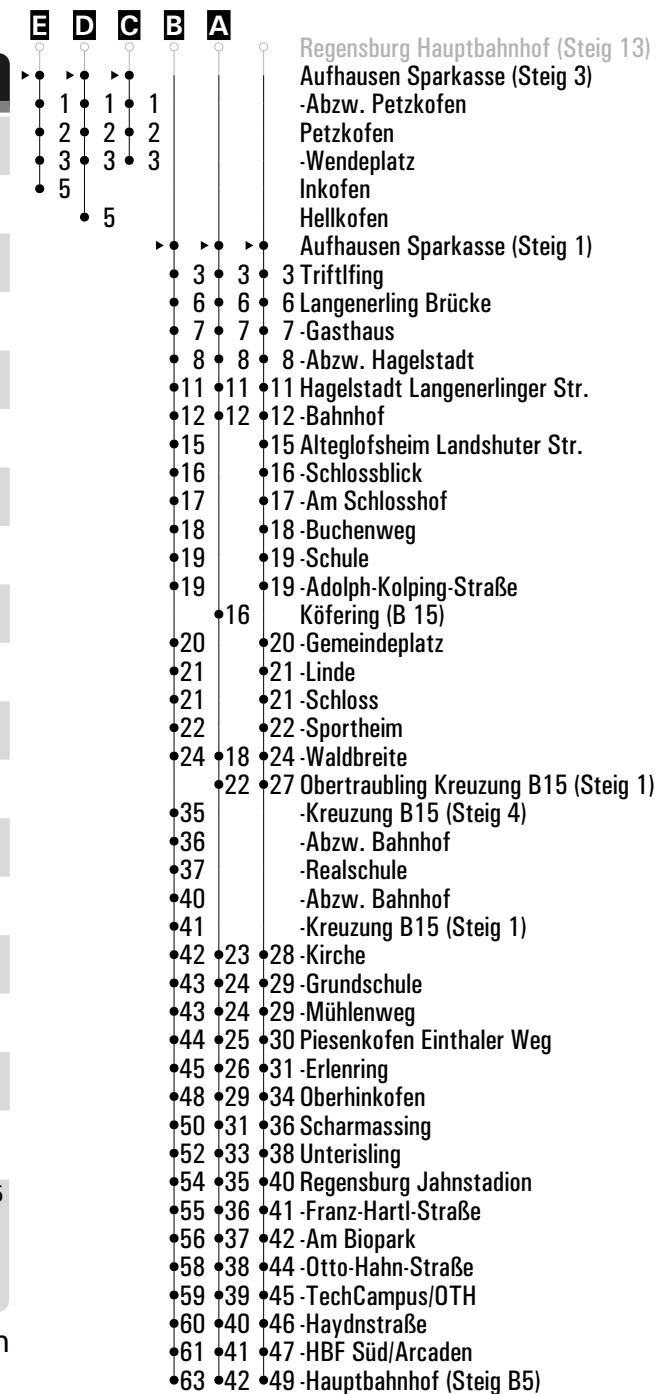 E D C B A
Regensburg Hauptbahnhof (Steig 13)
Aufhausen Sparkasse (Steig 3)
1 1 1 -Abzw. Petzkofen
2 2 2 Petzkofen
3 3 3 -Wendeplatz
5 Inkofen
5 Hellkofen
Aufhausen Sparkasse (Steig 1)
3 3 3 Triftlfing
6 6 6 Langenerling Brücke
7 7 7 -Gasthaus
8 8 8 -Abzw. Hagelstadt
11 11 11 Hagelstadt Langenerlinger Str.
12 12 12 -Bahnhof
15 15 Alteglofsheim Landshuter Str.
16 16 -Schlossblick
17 17 -Am Schlosshof
18 18 -Buchenweg
19 19 -Schule
19 19 -Adolph-Kolping-Straße
16 Köfering (B 15)
20 20 -Gemeindeplatz
21 21 -Linde
21 21 -Schloss
22 22 -Sportheim
24 18 24 -Waldbreite
22 27 Obertraubling Kreuzung B15 (Steig 1)
35 -Kreuzung B15 (Steig 4)
36 -Abzw. Bahnhof
37 -Realschule
40 -Abzw. Bahnhof
41 -Kreuzung B15 (Steig 1)
42 23 28 -Kirche
43 24 29 -Grundschule
43 24 29 -Mühlenweg
44 25 30 Piesenkofen Einthaler Weg
45 26 31 -Erlenring
48 29 34 Oberhinkofen
50 31 36 Scharmassing
52 33 38 Unterisling
54 35 40 Regensburg Jahnstadion
55 36 41 -Franz-Hartl-Straße
56 37 42 -Am Biopark
58 38 44 -Otto-Hahn-Straße
59 39 45 -TechCampus/OTH
60 40 46 -Haydnstraße
61 41 47 -HBF Süd/Arcaden
63 42 49 -Hauptbahnhof (Steig B5)